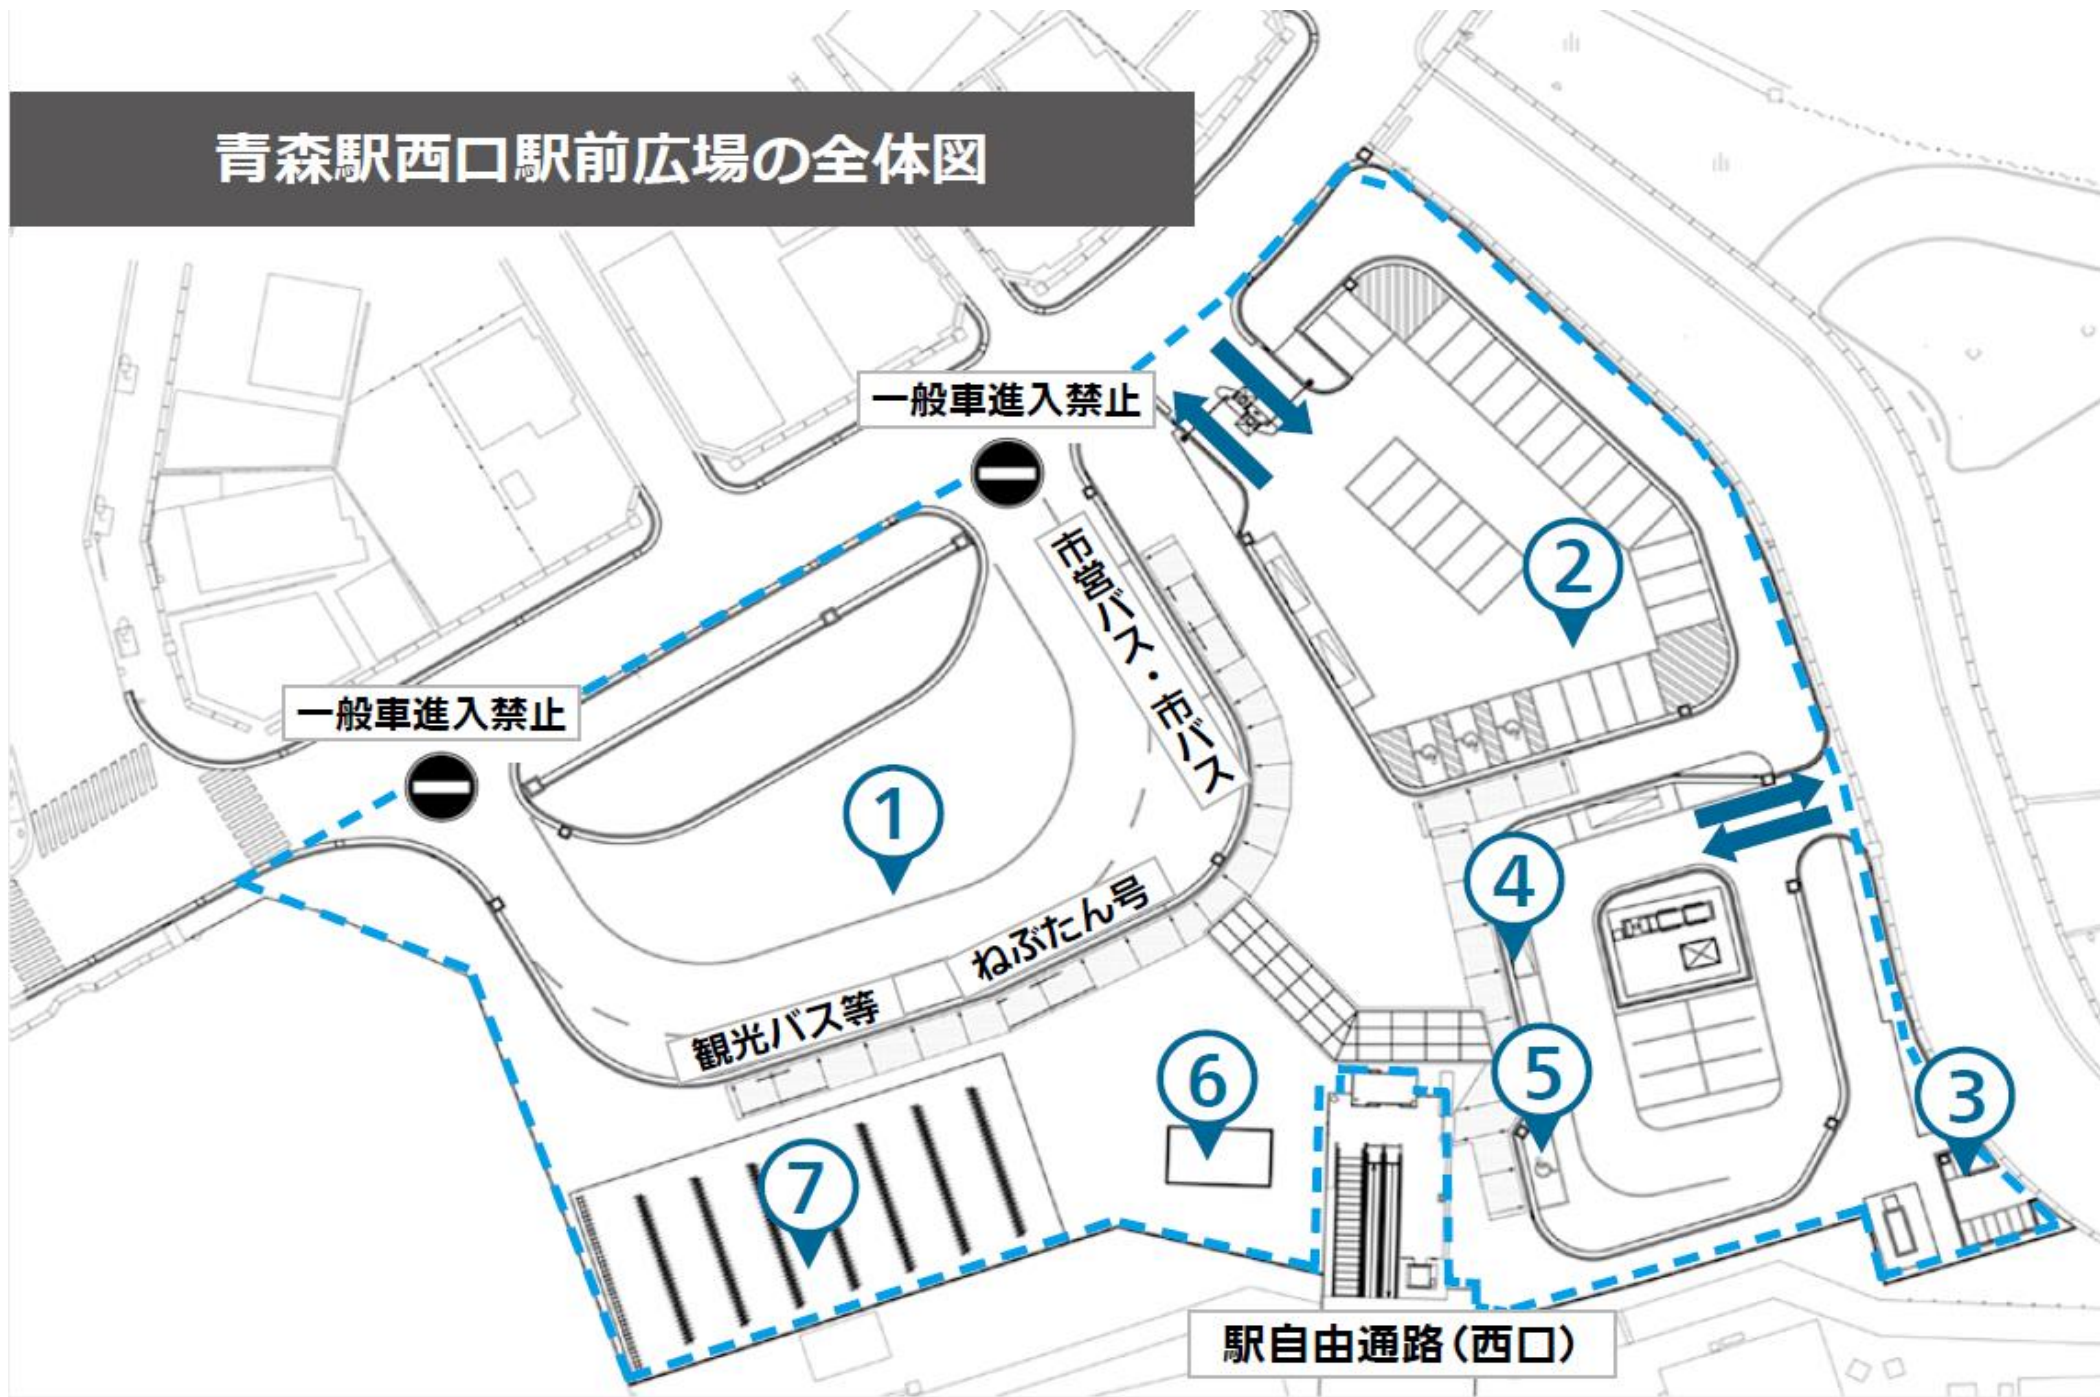 青森駅西口駅前広場の全体図
一般車進入禁止
市営バス・市バス
2
一般車進入禁止
1
4
ねぶたん号
観光バス等
6
5
3
7
駅自由通路(西口)